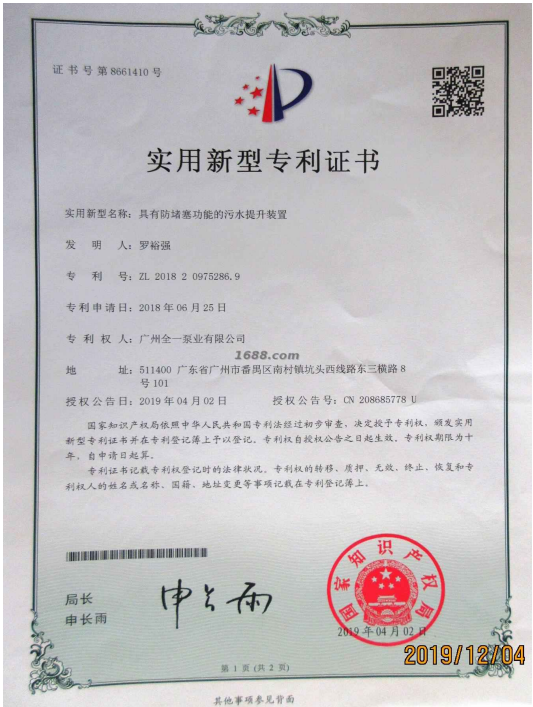 证书号第8661410号
实用新型专利证书
实用新型名称：具有防堵塞功能的污水提升装置
发明人：罗裕强
专利号：ZL 2018 2 0975286.9
专利申请日：2018年06月25日
专利权人：广州全一泵业有限公司
1688.com
地址：511400 广东省广州市番禺区南村镇坑头西线路东三横路8
号101
授权公告日：2019年04月02日 授权公告号：CN 208685778 U
国家知识产权局依照中华人民共和国专利法经过初步审查，决定授予专利权，颁发实用
新型专利证书并在专利登记簿上予以登记。专利权自授权公告之日起生效。专利权期限为十
年，自申请日起算。
专利证书记载专利权登记时的法律状况。专利权的转移、质押、无效、终止、恢复和专
利权人的姓名或名称、国籍、地址变更等事项记载在专利登记簿上。
局长
申长雨
申长雨
国家知识产权局
2019年04月02日
2019/12/04
第1页(共2页)
其他事项参见背面